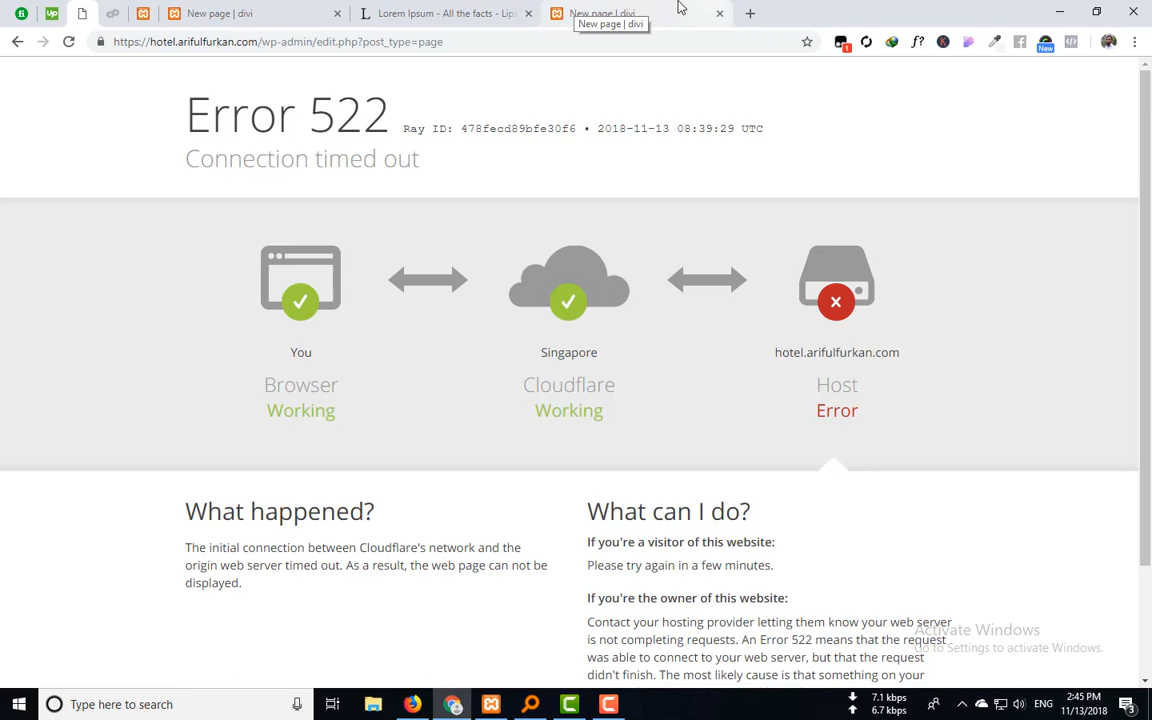 New page | divi
Lorem Ipsum - All the facts - Lips
New page | divi
New page | divi
https://hotel.arifulfurkan.com/wp-admin/edit.php?post_type=page
1
f?
New
Error 522
Ray ID: 478fecd89bfe30f6 • 2018-11-13 08:39:29 UTC
Connection timed out
You
Browser
Working
Singapore
Cloudflare
Working
hotel.arifulfurkan.com
Host
Error
What happened?
The initial connection between Cloudflare's network and the
origin web server timed out. As a result, the web page can not be
displayed.
What can I do?
If you're a visitor of this website:
Please try again in a few minutes.
If you're the owner of this website:
Contact your hosting provider letting them know your web server
is not completing requests. An Error 522 means that the request
was able to connect to your web server, but that the request
didn't finish. The most likely cause is that something on your
Activate Windows
Go to Settings to activate Windows.
Type here to search
7.1 kbps
6.7 kbps
ENG
2:45 PM
11/13/2018
3